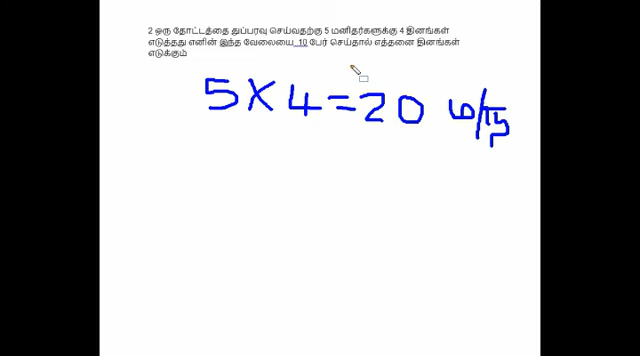 2 ஒரு தோட்டத்தை துப்பரவு செய்வதற்கு 5 மனிதர்களுக்கு 4 தினங்கள்
எடுத்தது எனின் இந்த வேலையை 10 பேர் செய்தால் எத்தனை தினங்கள்
எடுக்கும்
5 X 4 = 20 ம/நா